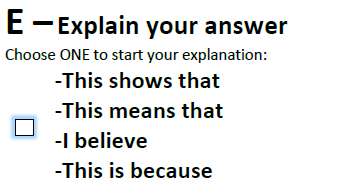 E – Explain your answer
Choose ONE to start your explanation:
-This shows that
-This means that
-I believe
-This is because